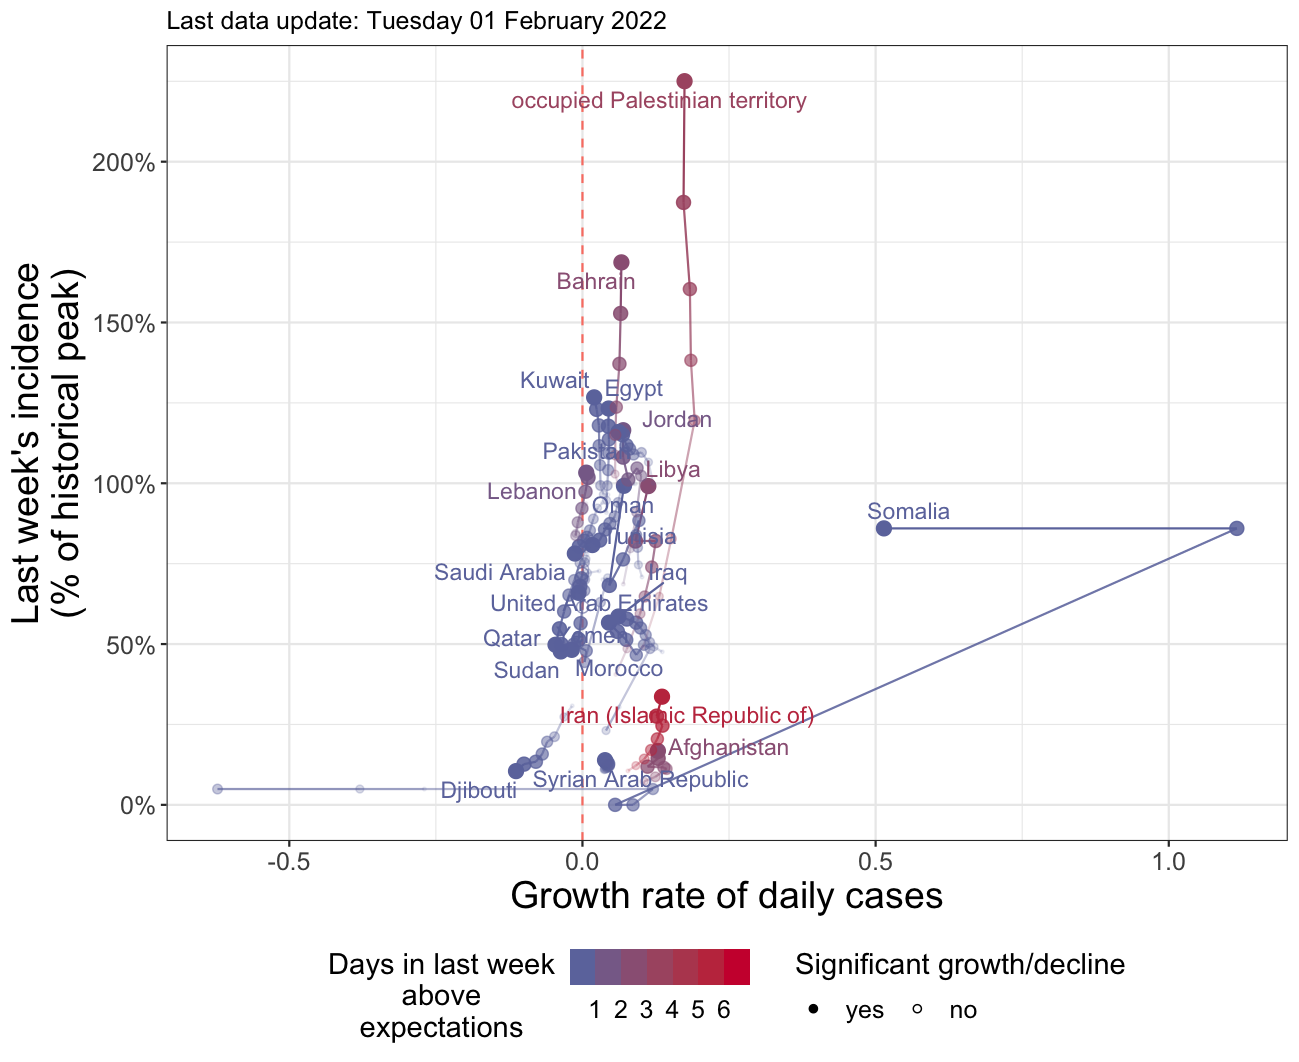 Last data update: Tuesday 01 February 2022
occupied Palestinian territory
200%
Bahrain
150%
Kuwait
Egypt
Jordan
Pakistan
Libya
100%
Lebanon
Oman
Somalia
Tunisia
Saudi Arabia
Iraq
United Arab Emirates
Qatar
Yemen
50%
Sudan
Morocco
Iran (Islamic Republic of)
Afghanistan
Syrian Arab Republic
Djibouti
0%
Last week's incidence
(% of historical peak)
-0.5
0.0
0.5
1.0
Growth rate of daily cases
Days in last week
above
expectations
1 2 3 4 5 6
Significant growth/decline
yes
no